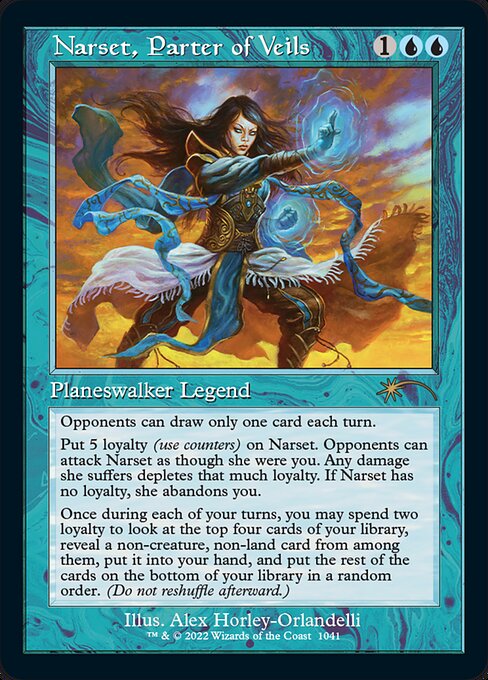 Narset, Parter of Veils 1
Planeswalker Legend
Opponents can draw only one card each turn.
Put 5 loyalty (use counters) on Narset. Opponents can
attack Narset as though she were you. Any damage
she suffers depletes that much loyalty. If Narset has
no loyalty, she abandons you.
Once during each of your turns, you may spend two
loyalty to look at the top four cards of your library,
reveal a non-creature, non-land card from among
them, put it into your hand, and put the rest of the
cards on the bottom of your library in a random
order. (Do not reshuffle afterward.)
Illus. Alex Horley-Orlandelli
™ & © 2022 Wizards of the Coast 1041